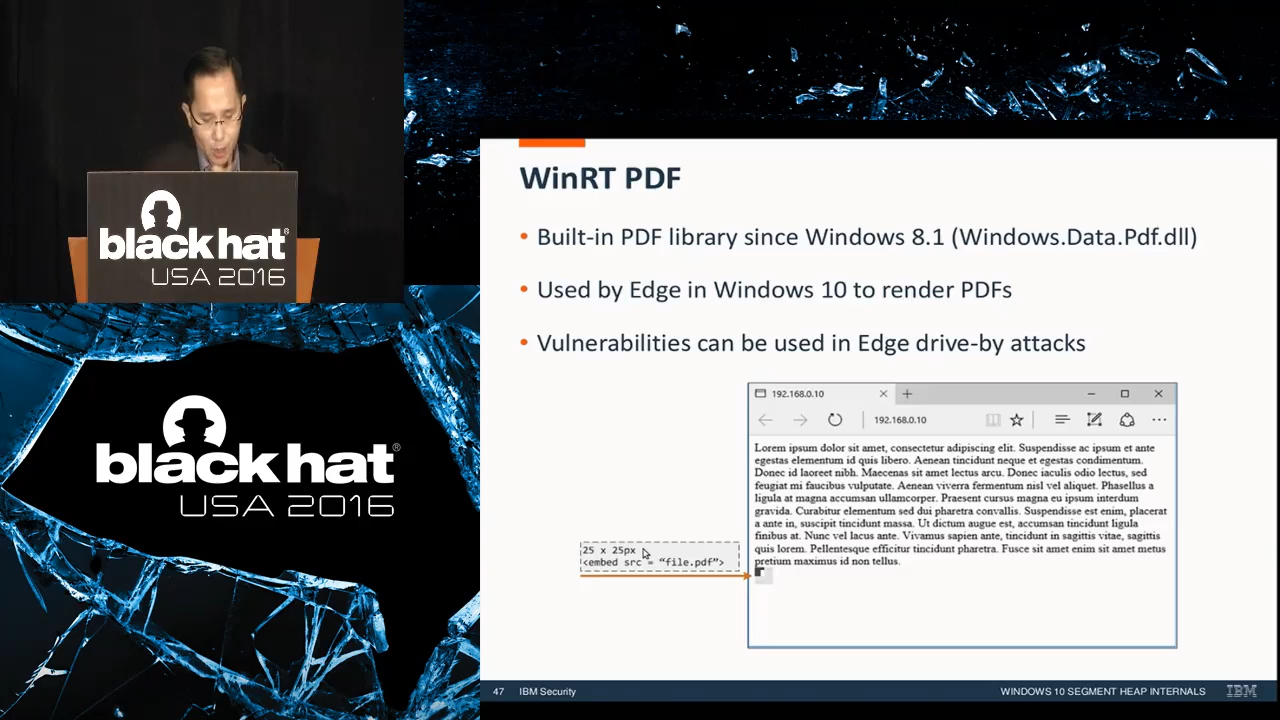 black hat®
USA 2016
black hat®
USA 2016
WinRT PDF
• Built-in PDF library since Windows 8.1 (Windows.Data.Pdf.dll)
• Used by Edge in Windows 10 to render PDFs
• Vulnerabilities can be used in Edge drive-by attacks
192.168.0.10
192.168.0.10
Lorem ipsum dolor sit amet, consectetur adipiscing elit. Suspendisse ac ipsum et ante
egestas elementum id quis libero. Aenean tincidunt neque et egestas condimentum.
Donec id laoreet nibh. Maecenas sit amet lectus arcu. Donec iaculis odio lectus, sed
feugiat mi faucibus vulputate. Aenean viverra fermentum nisl vel aliquet. Phasellus a
ligula at magna accumsan ullamcorper. Praesent cursus magna eu ipsum interdum
gravida. Curabitur elementum sed dui pharetra convallis. Suspendisse est enim, placerat
a ante in, suscipit tincidunt massa. Ut dictum augue est, accumsan tincidunt ligula
finibus at. Nunc vel lacus ante. Vivamus sapien ante, tincidunt in sagittis vitae, sagittis
quis lorem. Pellentesque efficitur tincidunt pharetra. Fusce sit amet enim sit amet metus
pretium maximus id non tellus.
25 x 25px
<embed src = “file.pdf”>
47 IBM Security
WINDOWS 10 SEGMENT HEAP INTERNALS
IBM